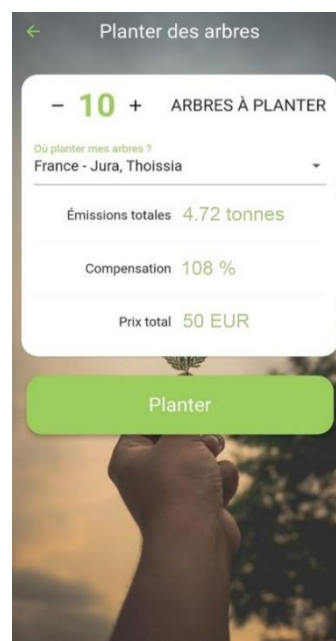 Planter des arbres
− 10 + ARBRES À PLANTER
Où planter mes arbres ?
France - Jura, Thoissia
Émissions totales 4.72 tonnes
Compensation 108 %
Prix total 50 EUR
Planter